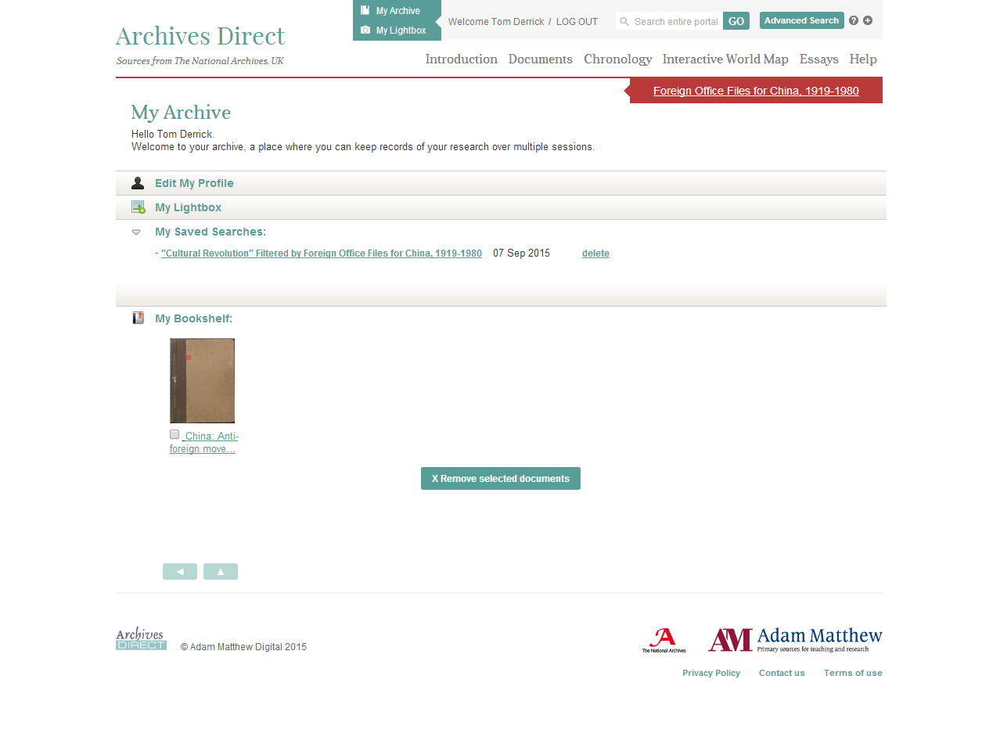 My Archive
My Lightbox
Welcome Tom Derrick / LOG OUT
Search entire portal
GO
Advanced Search
?
+
Archives Direct
Sources from The National Archives, UK
Introduction Documents Chronology Interactive World Map Essays Help
Foreign Office Files for China, 1919-1980
My Archive
Hello Tom Derrick.
Welcome to your archive, a place where you can keep records of your research over multiple sessions.
Edit My Profile
My Lightbox
My Saved Searches:
- "Cultural Revolution" Filtered by Foreign Office Files for China, 1919-1980 07 Sep 2015 delete
My Bookshelf:
China: Anti-
foreign move...
X Remove selected documents
Archives
DIRECT
© Adam Matthew Digital 2015
A
The National Archives
AM
Adam Matthew
Primary sources for teaching and research
Privacy Policy Contact us Terms of use